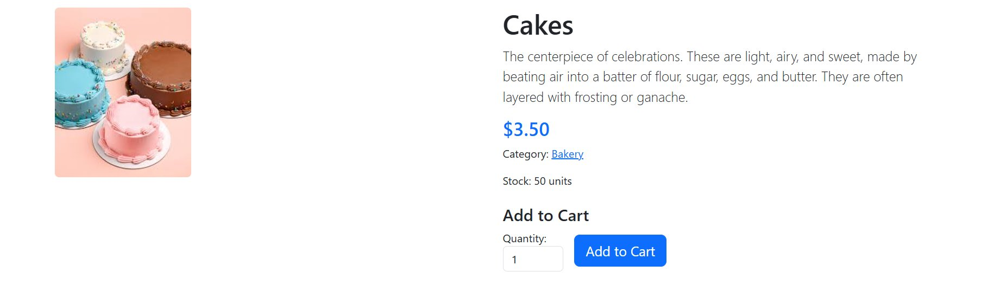 Cakes
The centerpiece of celebrations. These are light, airy, and sweet, made by
beating air into a batter of flour, sugar, eggs, and butter. They are often
layered with frosting or ganache.
$3.50
Category: Bakery
Stock: 50 units
Add to Cart
Quantity:
1
Add to Cart